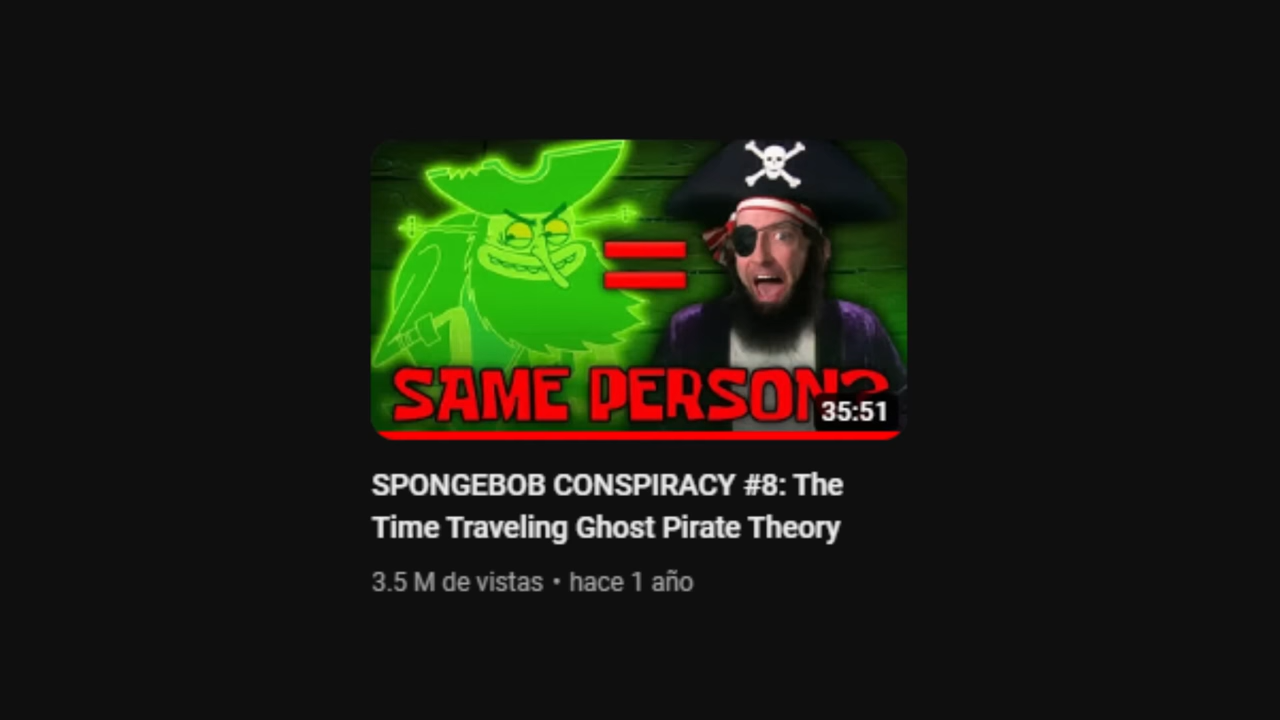 SAME PERSON?
35:51
SPONGEBOB CONSPIRACY #8: The
Time Traveling Ghost Pirate Theory
3.5 M de vistas • hace 1 año